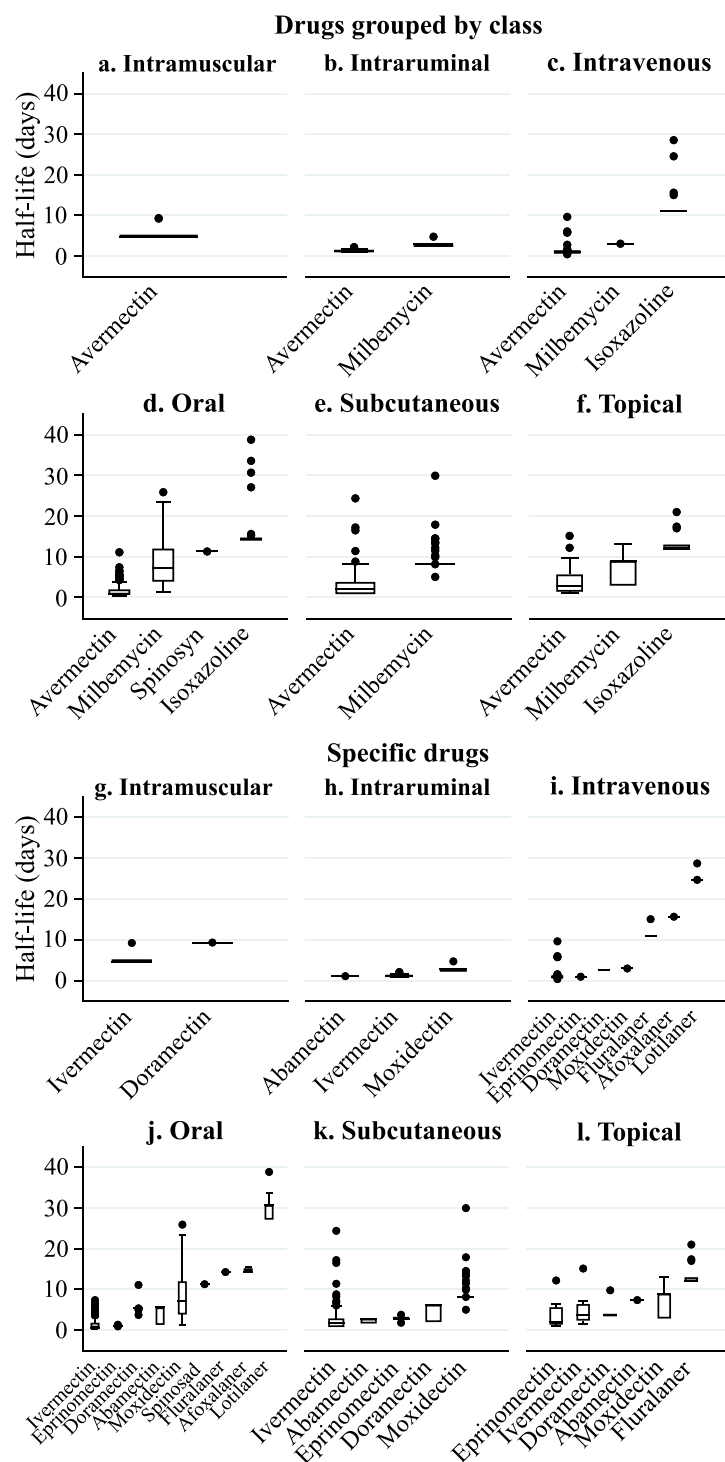 Drugs grouped by class
a. Intramuscular
b. Intraruminal
c. Intravenous
Half-life (days)
40
30
20
10
0
Avermectin
Avermectin
Milbemycin
Avermectin
Milbemycin
Isoxazoline
d. Oral
e. Subcutaneous
f. Topical
40
30
20
10
0
Avermectin
Milbemycin
Spinosyn
Isoxazoline
Avermectin
Milbemycin
Avermectin
Milbemycin
Isoxazoline
Specific drugs
g. Intramuscular
h. Intraruminal
i. Intravenous
Half-life (days)
40
30
20
10
0
Ivermectin
Doramectin
Abamectin
Ivermectin
Moxidectin
Ivermectin
Eprinomectin
Doramectin
Moxidectin
Fluralaner
Afoxalaner
Lotilaner
j. Oral
k. Subcutaneous
l. Topical
40
30
20
10
0
Ivermectin
Eprinomectin
Doramectin
Abamectin
Moxidectin
Spinosad
Fluralaner
Afoxalaner
Lotilaner
Ivermectin
Abamectin
Eprinomectin
Doramectin
Moxidectin
Eprinomectin
Ivermectin
Doramectin
Abamectin
Moxidectin
Fluralaner